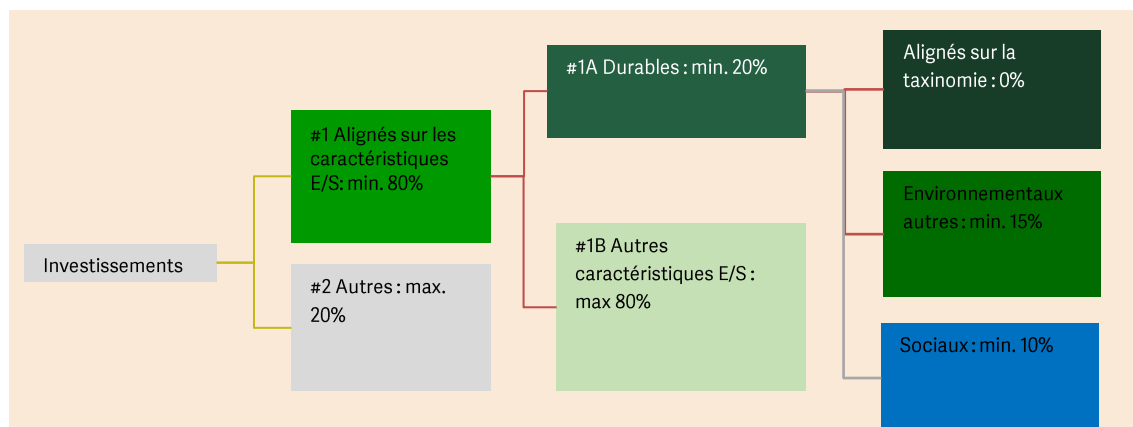 Investissements
#1 Alignés sur les
caractéristiques
E/S: min. 80%
#2 Autres : max.
20%
#1A Durables : min. 20%
#1B Autres
caractéristiques E/S :
max 80%
Alignés sur la
taxinomie : 0%
Environnementaux
autres : min. 15%
Sociaux : min. 10%